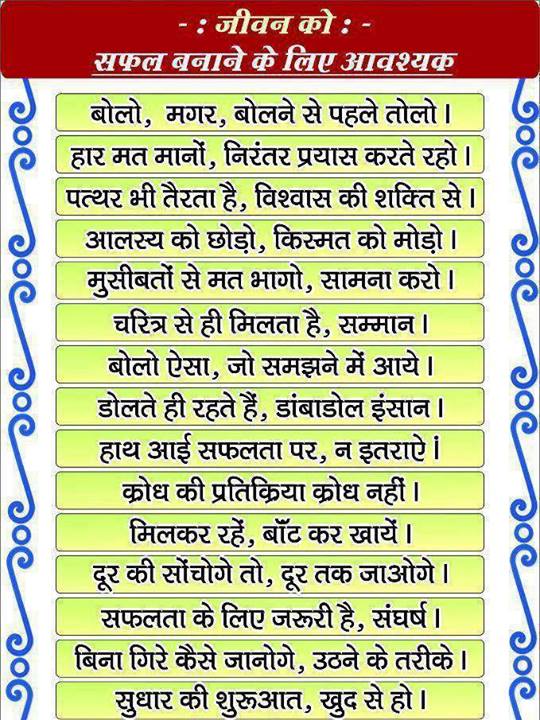 - : जीवन को : -
सफल बनाने के लिए आवश्यक
बोलो, मगर, बोलने से पहले तोलो।
हार मत मानों, निरंतर प्रयास करते रहो।
पत्थर भी तैरता है, विश्वास की शक्ति से।
आलस्य को छोड़ो, किस्मत को मोड़ो।
मुसीबतों से मत भागो, सामना करो।
चरित्र से ही मिलता है, सम्मान।
बोलो ऐसा, जो समझने में आये।
डोलते ही रहते हैं, डांबाडोल इंसान।
हाथ आई सफलता पर, न इतराऐं।
क्रोध की प्रतिक्रिया क्रोध नहीं।
मिलकर रहें, बाँट कर खायें।
दूर की सोंचोगे तो, दूर तक जाओगे।
सफलता के लिए जरूरी है, संघर्ष।
बिना गिरे कैसे जानोगे, उठने के तरीके।
सुधार की शुरूआत, खुद से हो।